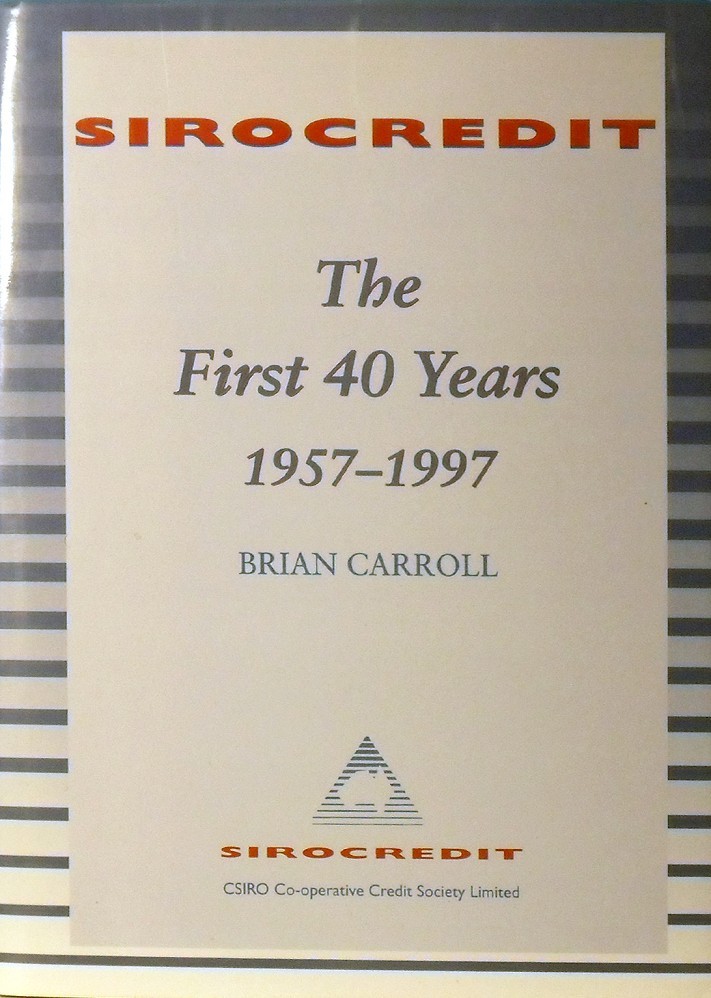 SIROCREDIT
The
First 40 Years
1957–1997
BRIAN CARROLL
SIROCREDIT
CSIRO Co-operative Credit Society Limited